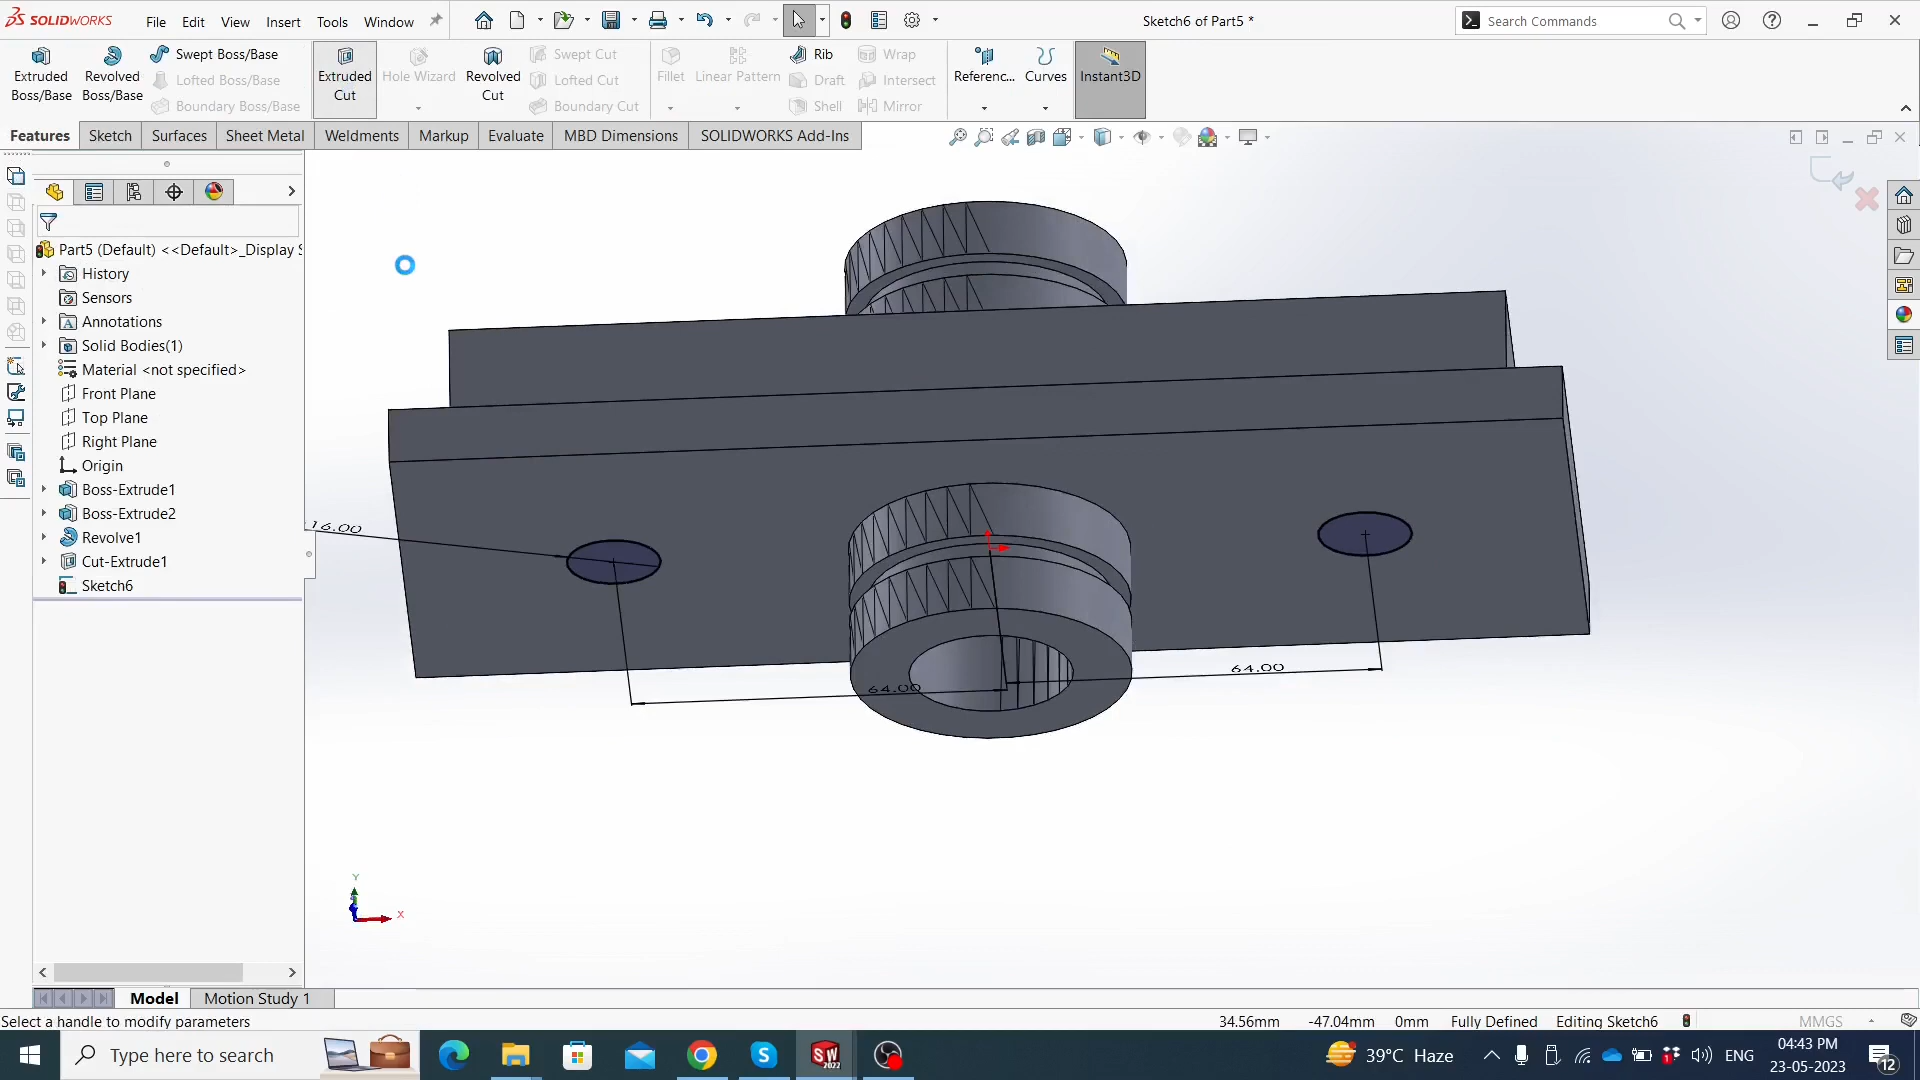 SOLIDWORKS File Edit View Insert Tools Window Sketch6 of Part5 * Search Commands
Extruded Boss/Base
Revolved Boss/Base
Swept Boss/Base
Lofted Boss/Base
Boundary Boss/Base
Extruded Cut
Hole Wizard
Revolved Cut
Swept Cut
Lofted Cut
Boundary Cut
Fillet
Linear Pattern
Rib
Draft
Shell
Wrap
Intersect
Mirror
Referenc...
Curves
Instant3D
Features Sketch Surfaces Sheet Metal Weldments Markup Evaluate MBD Dimensions SOLIDWORKS Add-Ins
Part5 (Default) <<Default>_Display S
History
Sensors
Annotations
Solid Bodies(1)
Material <not specified>
Front Plane
Top Plane
Right Plane
Origin
Boss-Extrude1
Boss-Extrude2
Revolve1
Cut-Extrude1
Sketch6
16.00
64.00
64.00
Y
X
Model Motion Study 1
Select a handle to modify parameters 34.56mm -47.04mm 0mm Fully Defined Editing Sketch6 MMGS
Type here to search 39°C Haze ENG 04:43 PM
23-05-2023
12